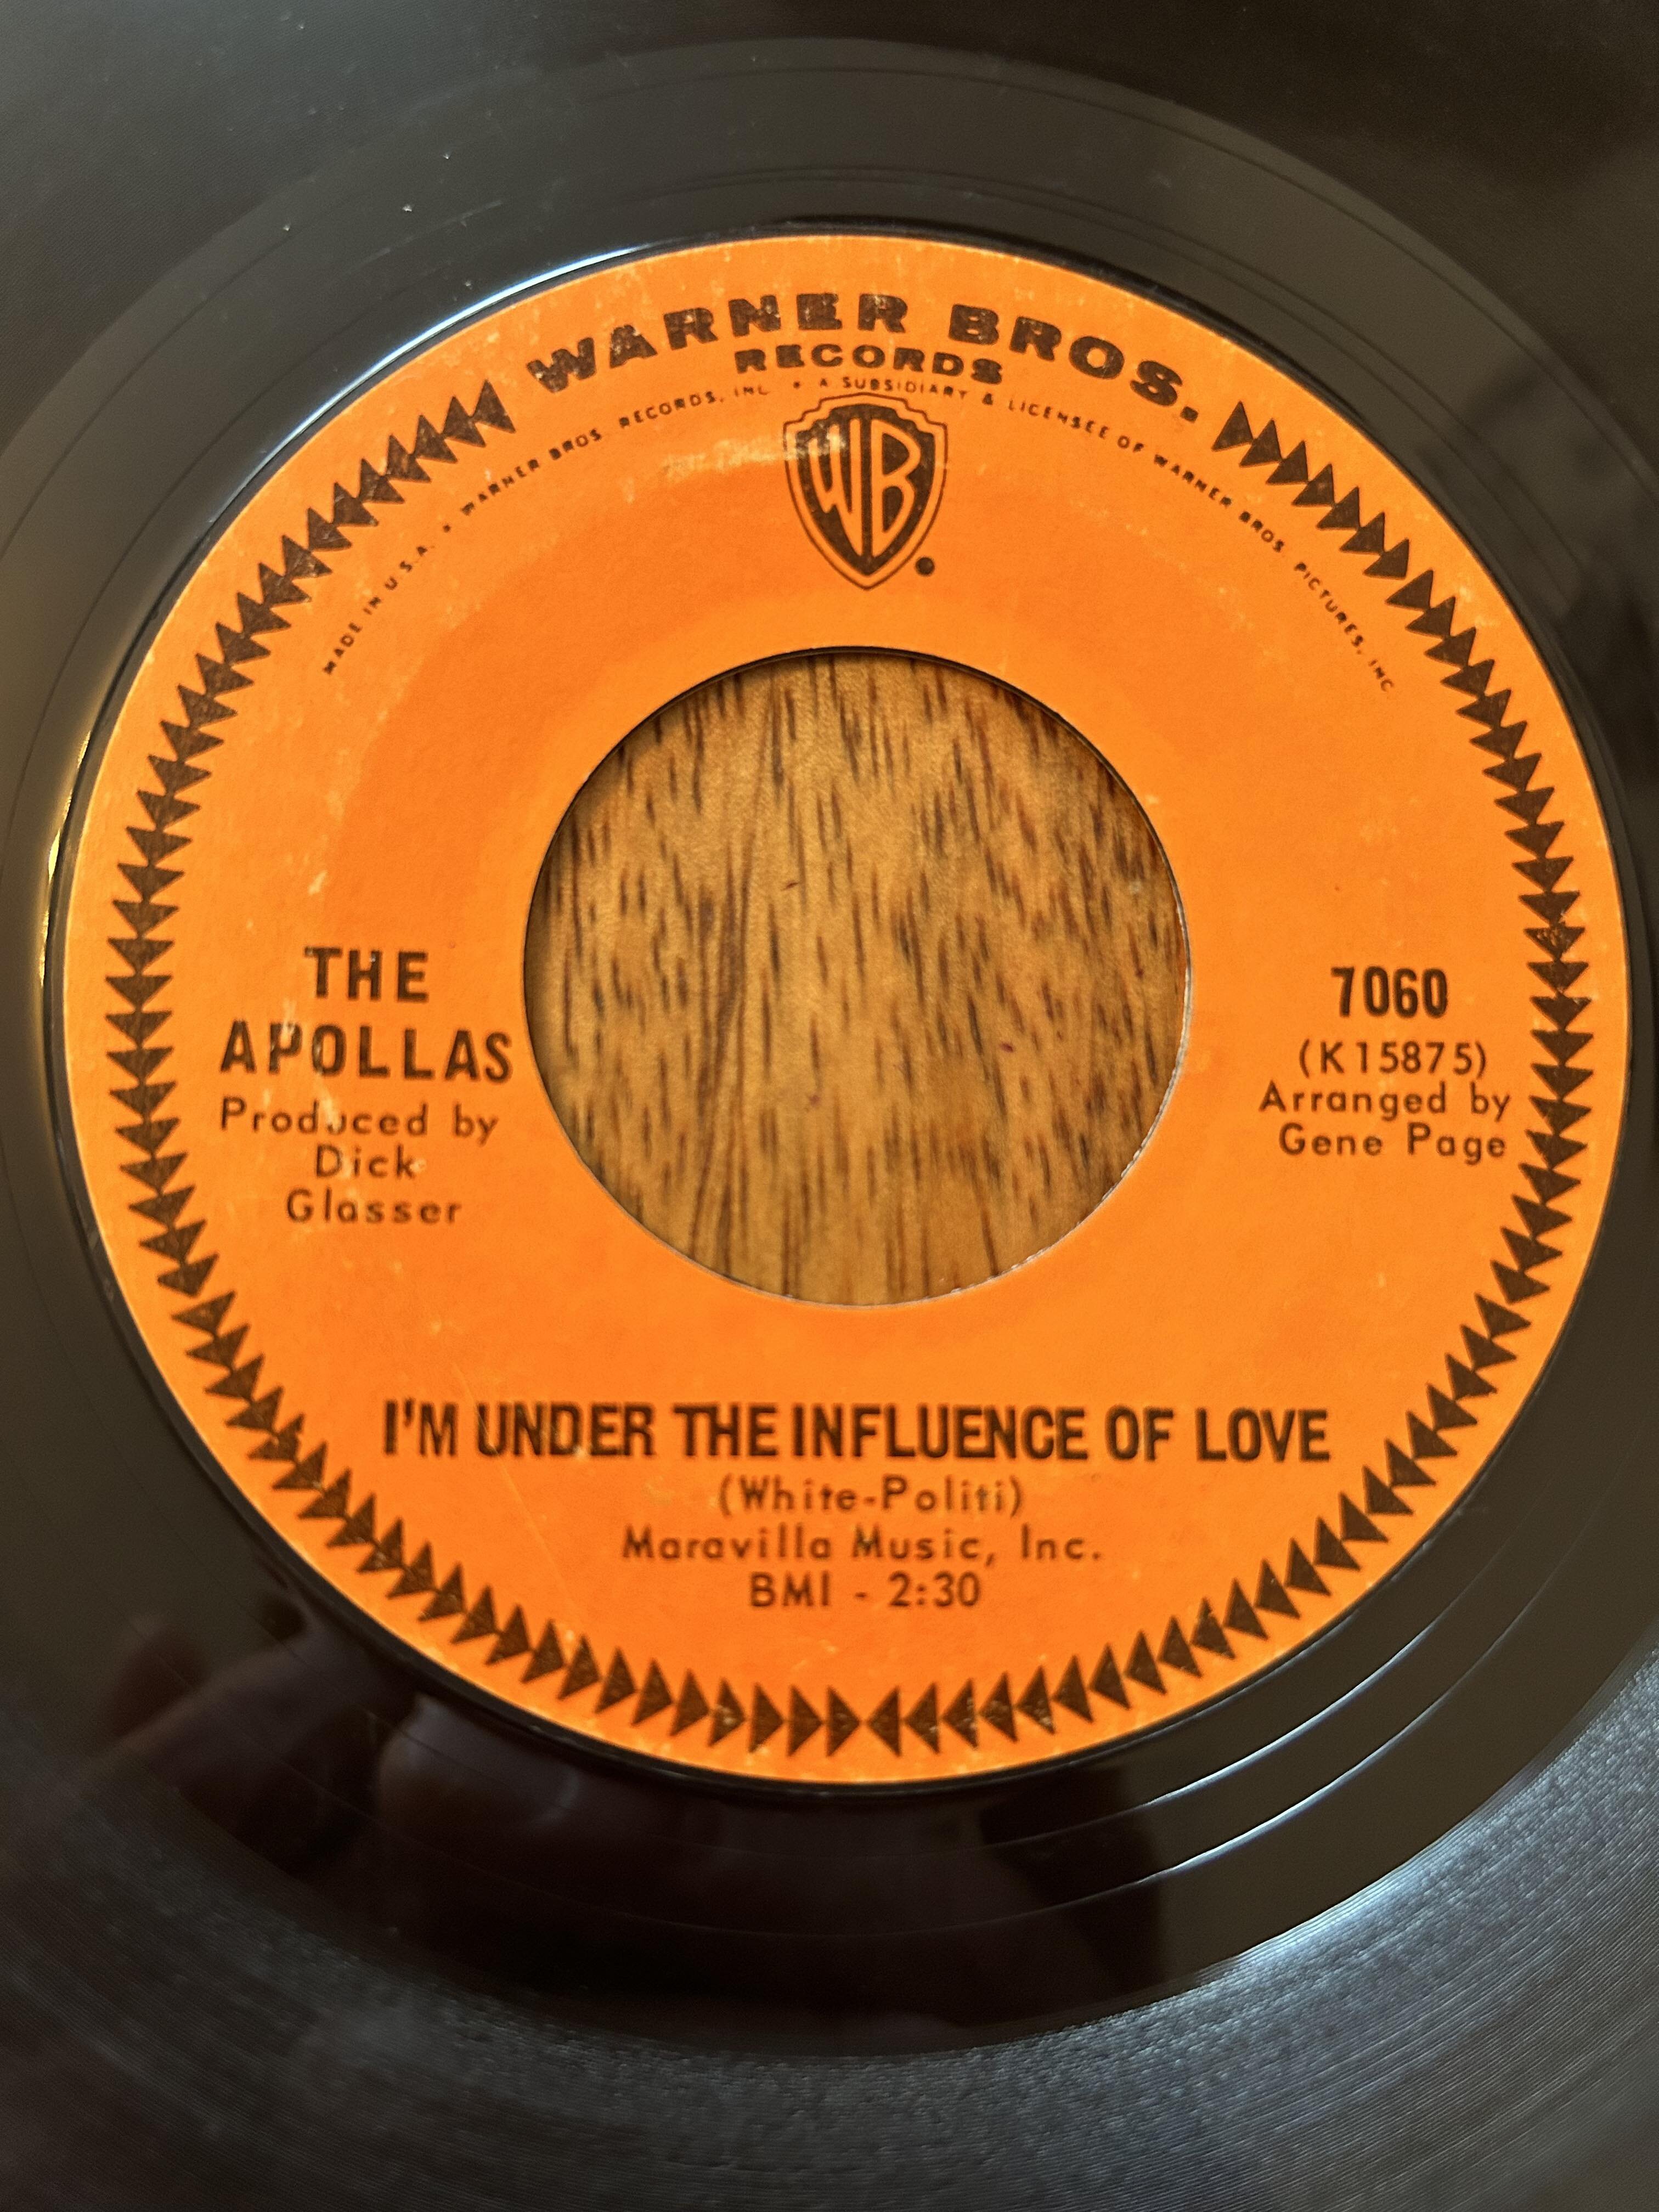 WARNER BROS.
RECORDS
MADE IN U.S.A. • WARNER BROS. RECORDS, INC. • A SUBSIDIARY & LICENSEE OF WARNER BROS. PICTURES, INC.
WB
THE
APOLLAS
Produced by
Dick
Glasser
7060
(K15875)
Arranged by
Gene Page
I'M UNDER THE INFLUENCE OF LOVE
(White-Politi)
Maravilla Music, Inc.
BMI - 2:30